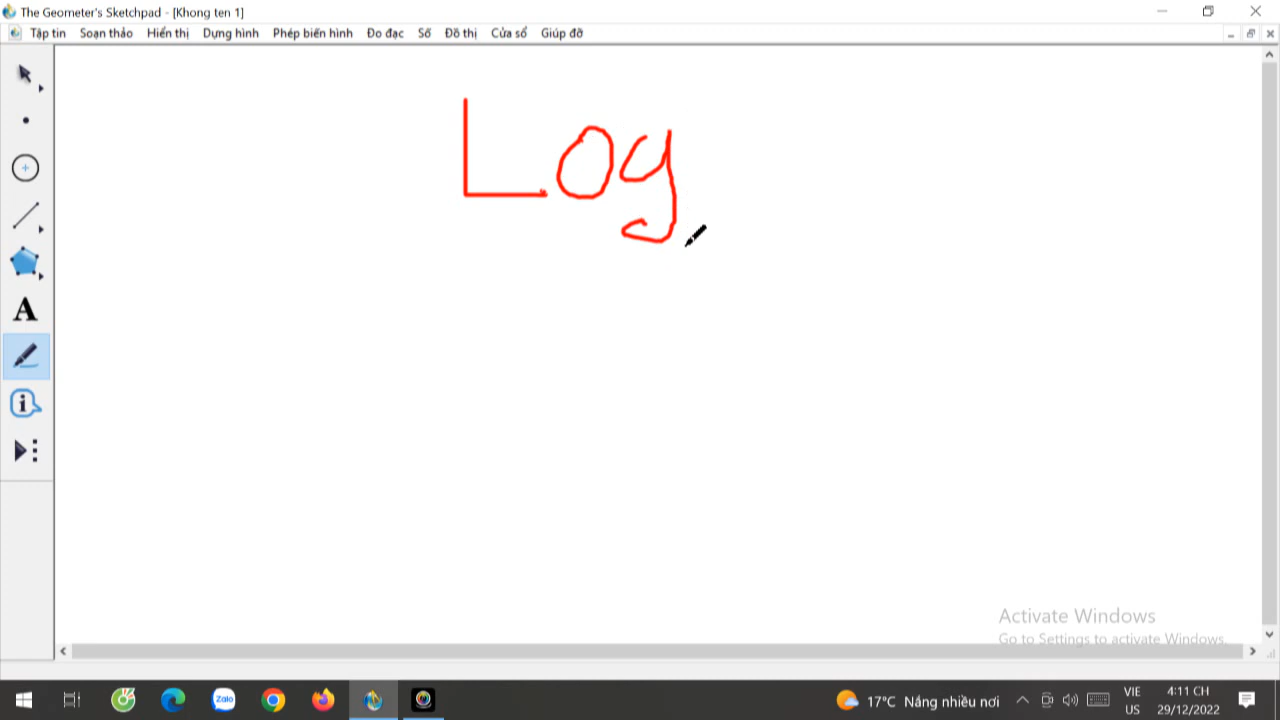 The Geometer's Sketchpad - [Khong ten 1]
Tập tin Soạn thảo Hiển thị Dựng hình Phép biến hình Đo đạc Số Đồ thị Cửa sổ Giúp đỡ
Log
A
Activate Windows
Go to Settings to activate Windows.
Zalo
17°C Nắng nhiều nơi
VIE
US
4:11 CH
29/12/2022